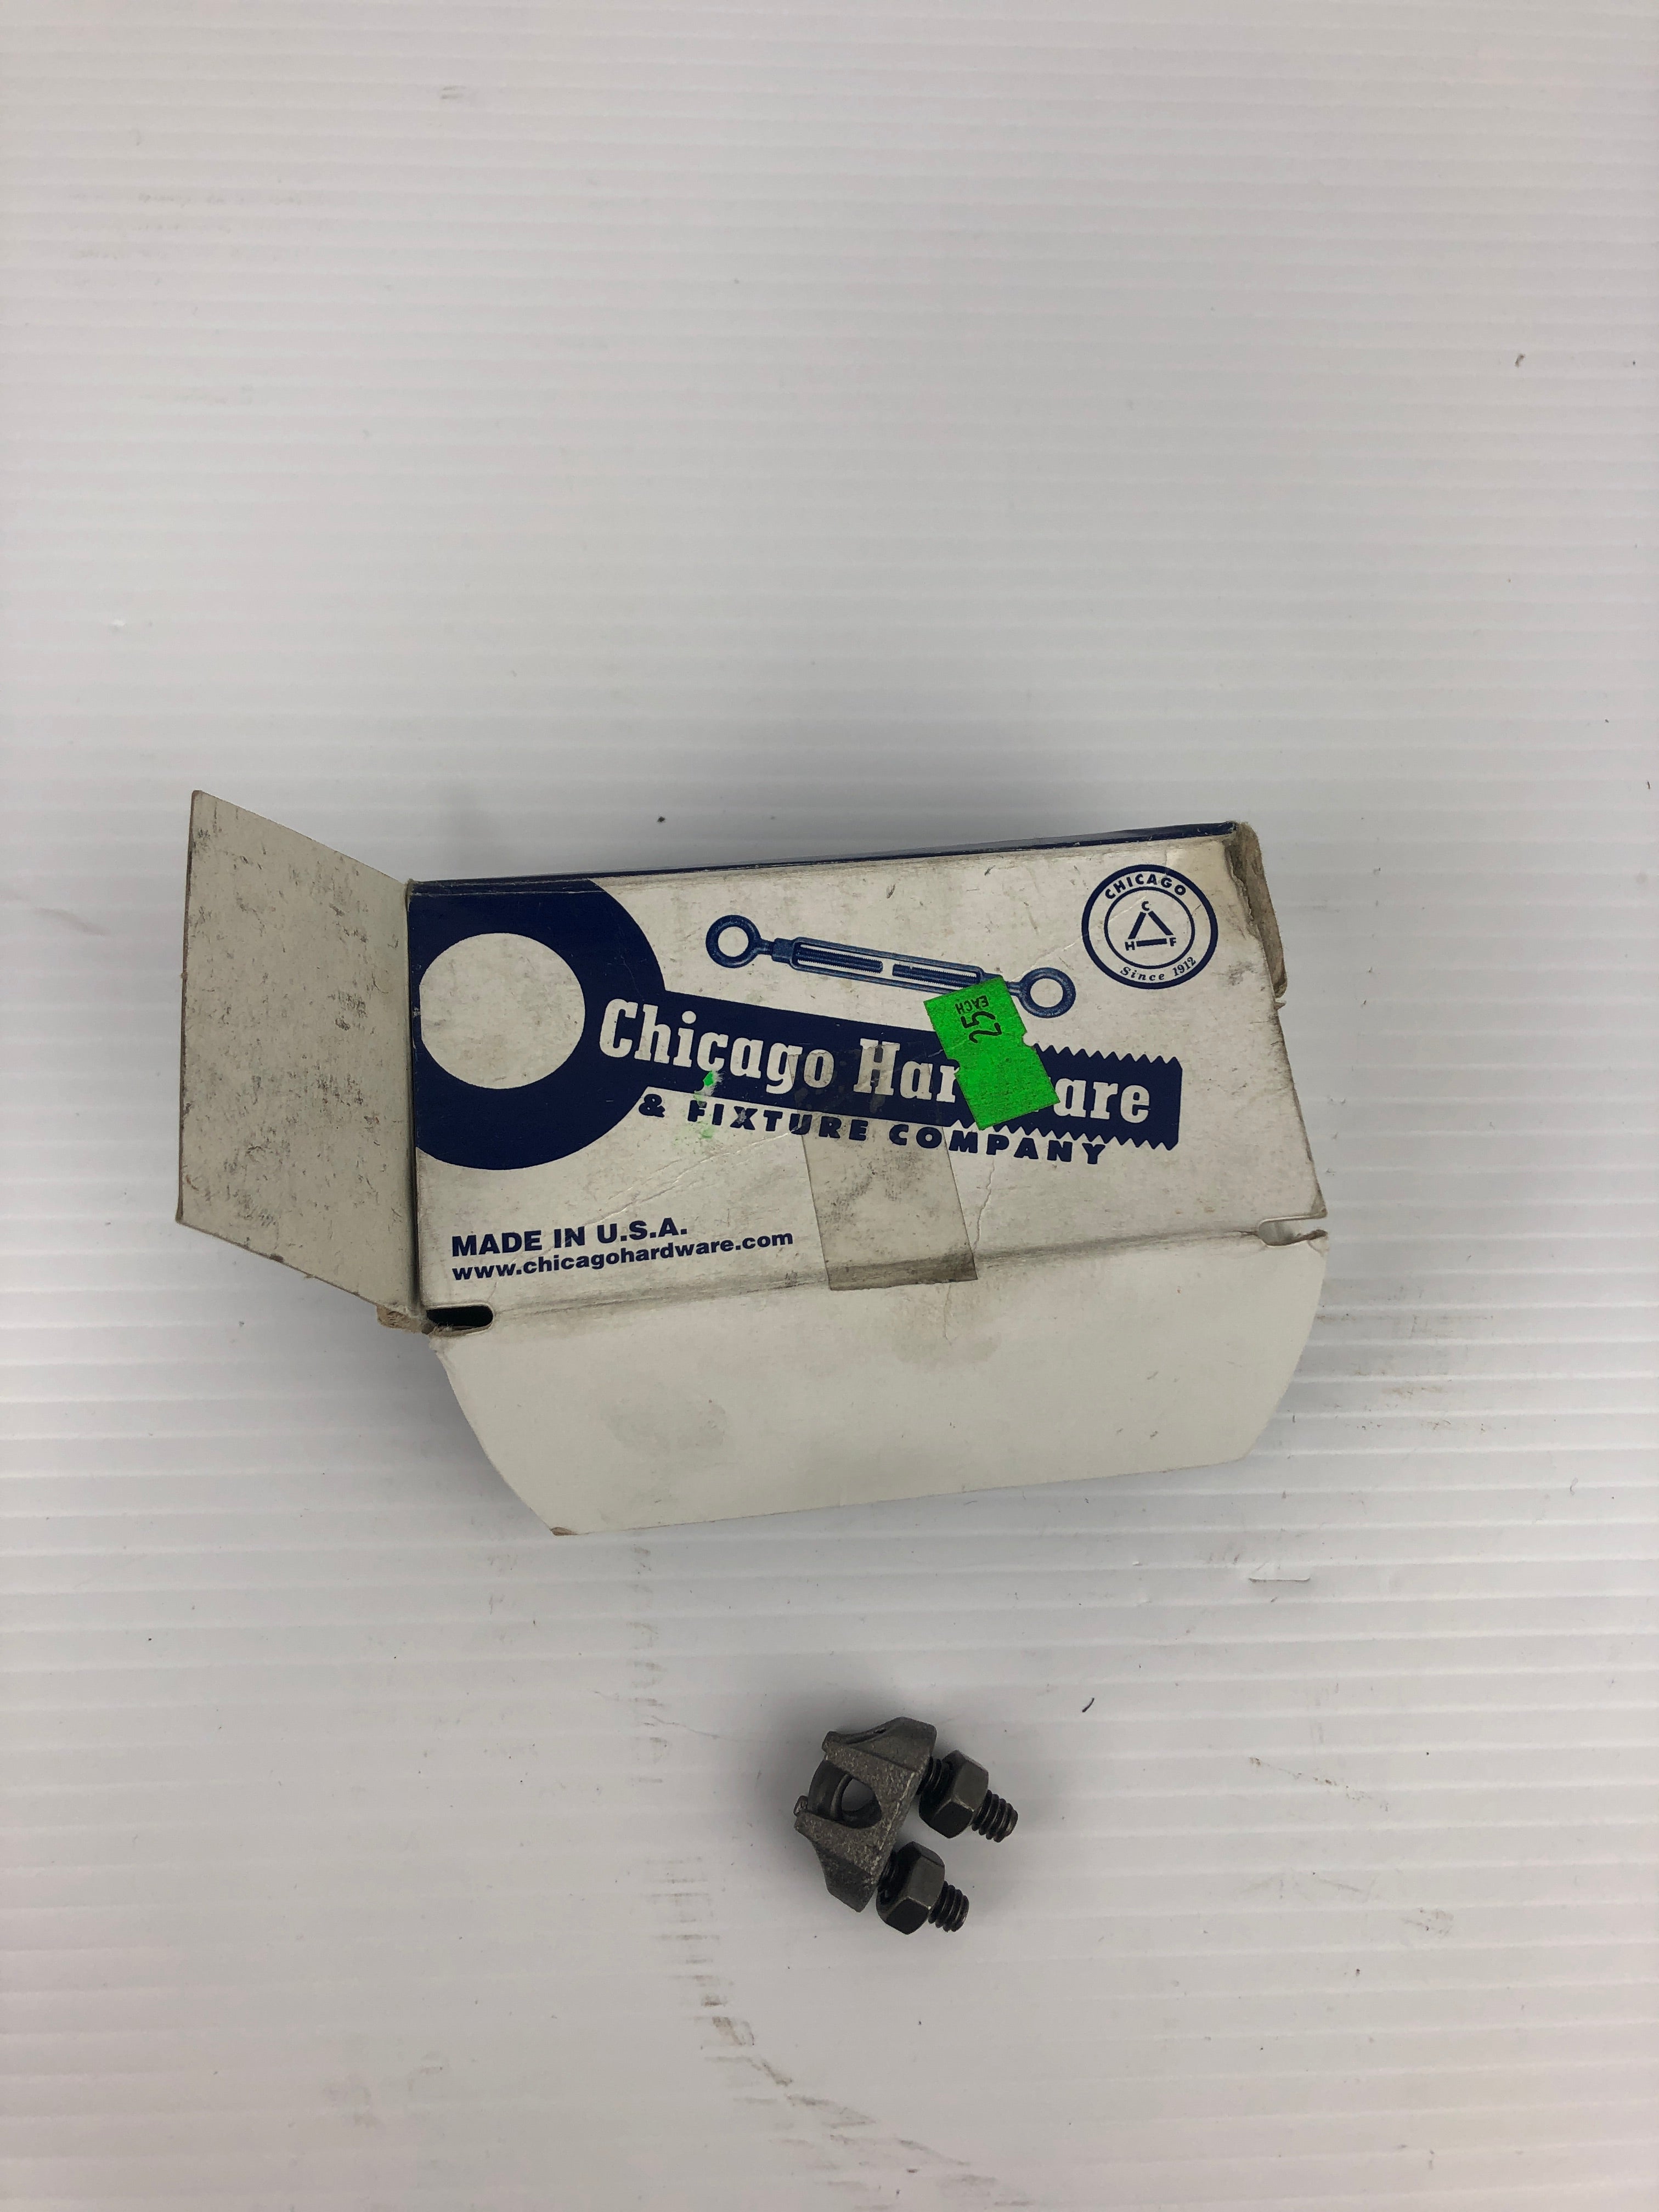 CHICAGO
C
H F
Since 1912
25
EACH
Chicago Har are
& FIXTURE COMPANY
MADE IN U.S.A.
www.chicagohardware.com